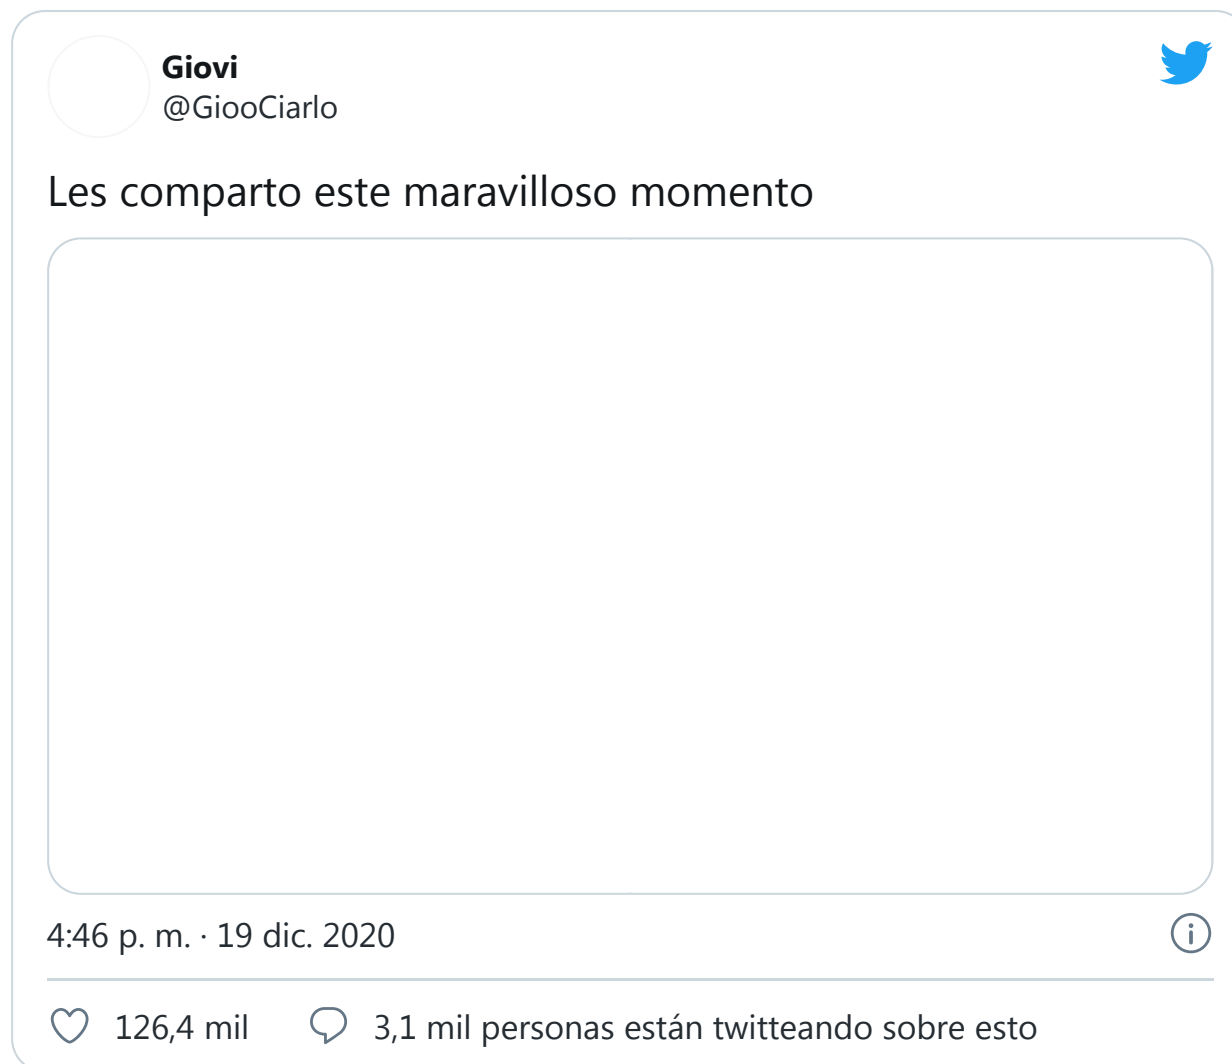 Giovi
@GiooCiarlo
Les comparto este maravilloso momento
4:46 p. m. · 19 dic. 2020
126,4 mil 3,1 mil personas están twitteando sobre esto